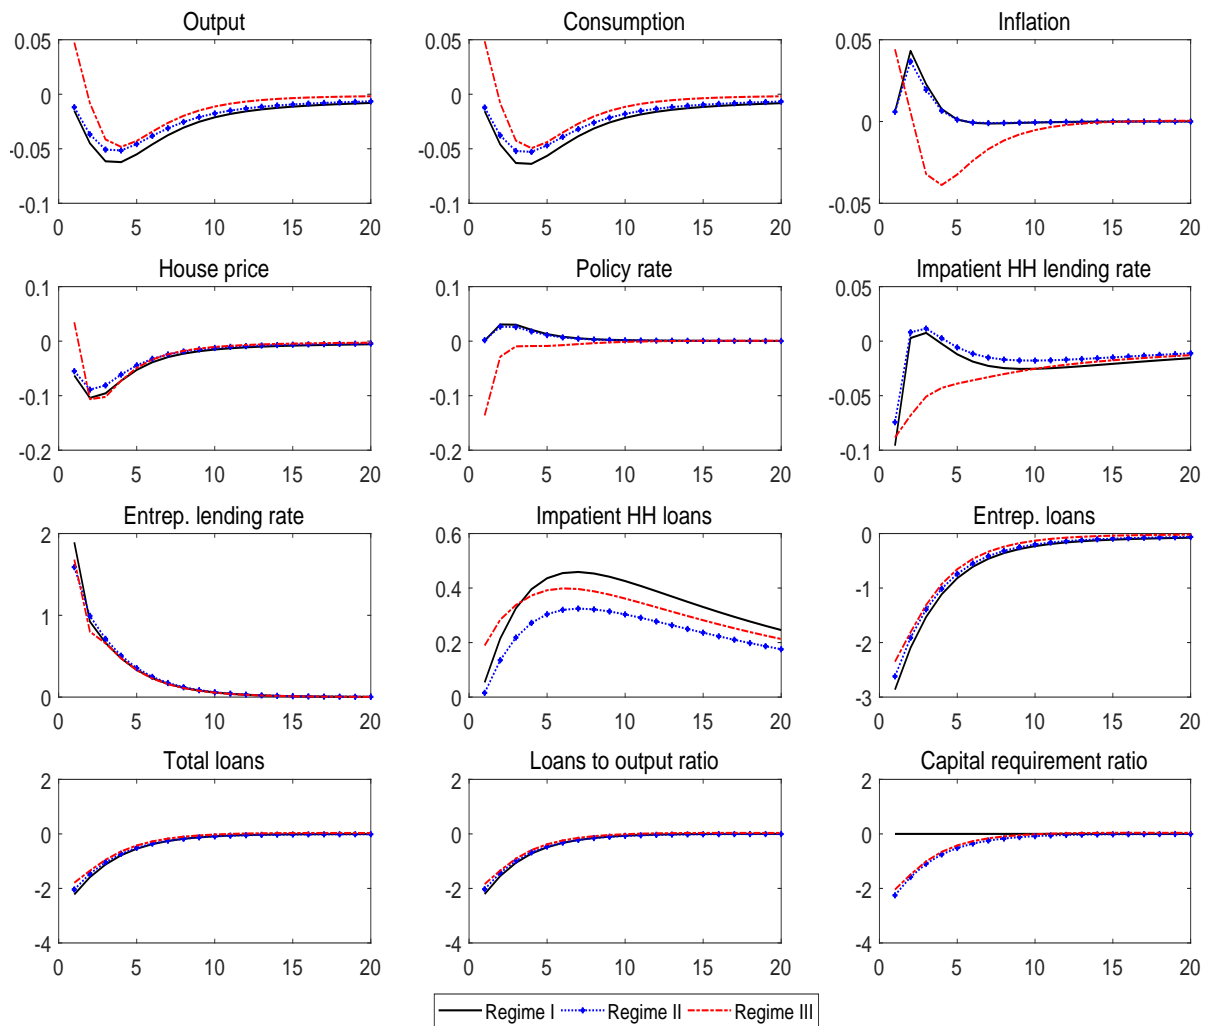 Output
Consumption
Inflation
0.05
0
-0.05
-0.1
0 5 10 15 20
0.05
0
-0.05
-0.1
0 5 10 15 20
0.05
0
-0.05
0 5 10 15 20
House price
Policy rate
Impatient HH lending rate
0.1
0
-0.1
-0.2
0 5 10 15 20
0.1
0
-0.1
-0.2
0 5 10 15 20
0.05
0
-0.05
-0.1
0 5 10 15 20
Entrep. lending rate
Impatient HH loans
Entrep. loans
2
1
0
0 5 10 15 20
0.6
0.4
0.2
0
0 5 10 15 20
0
-1
-2
-3
0 5 10 15 20
Total loans
Loans to output ratio
Capital requirement ratio
2
0
-2
-4
0 5 10 15 20
2
0
-2
-4
0 5 10 15 20
2
0
-2
-4
0 5 10 15 20
Regime I Regime II Regime III